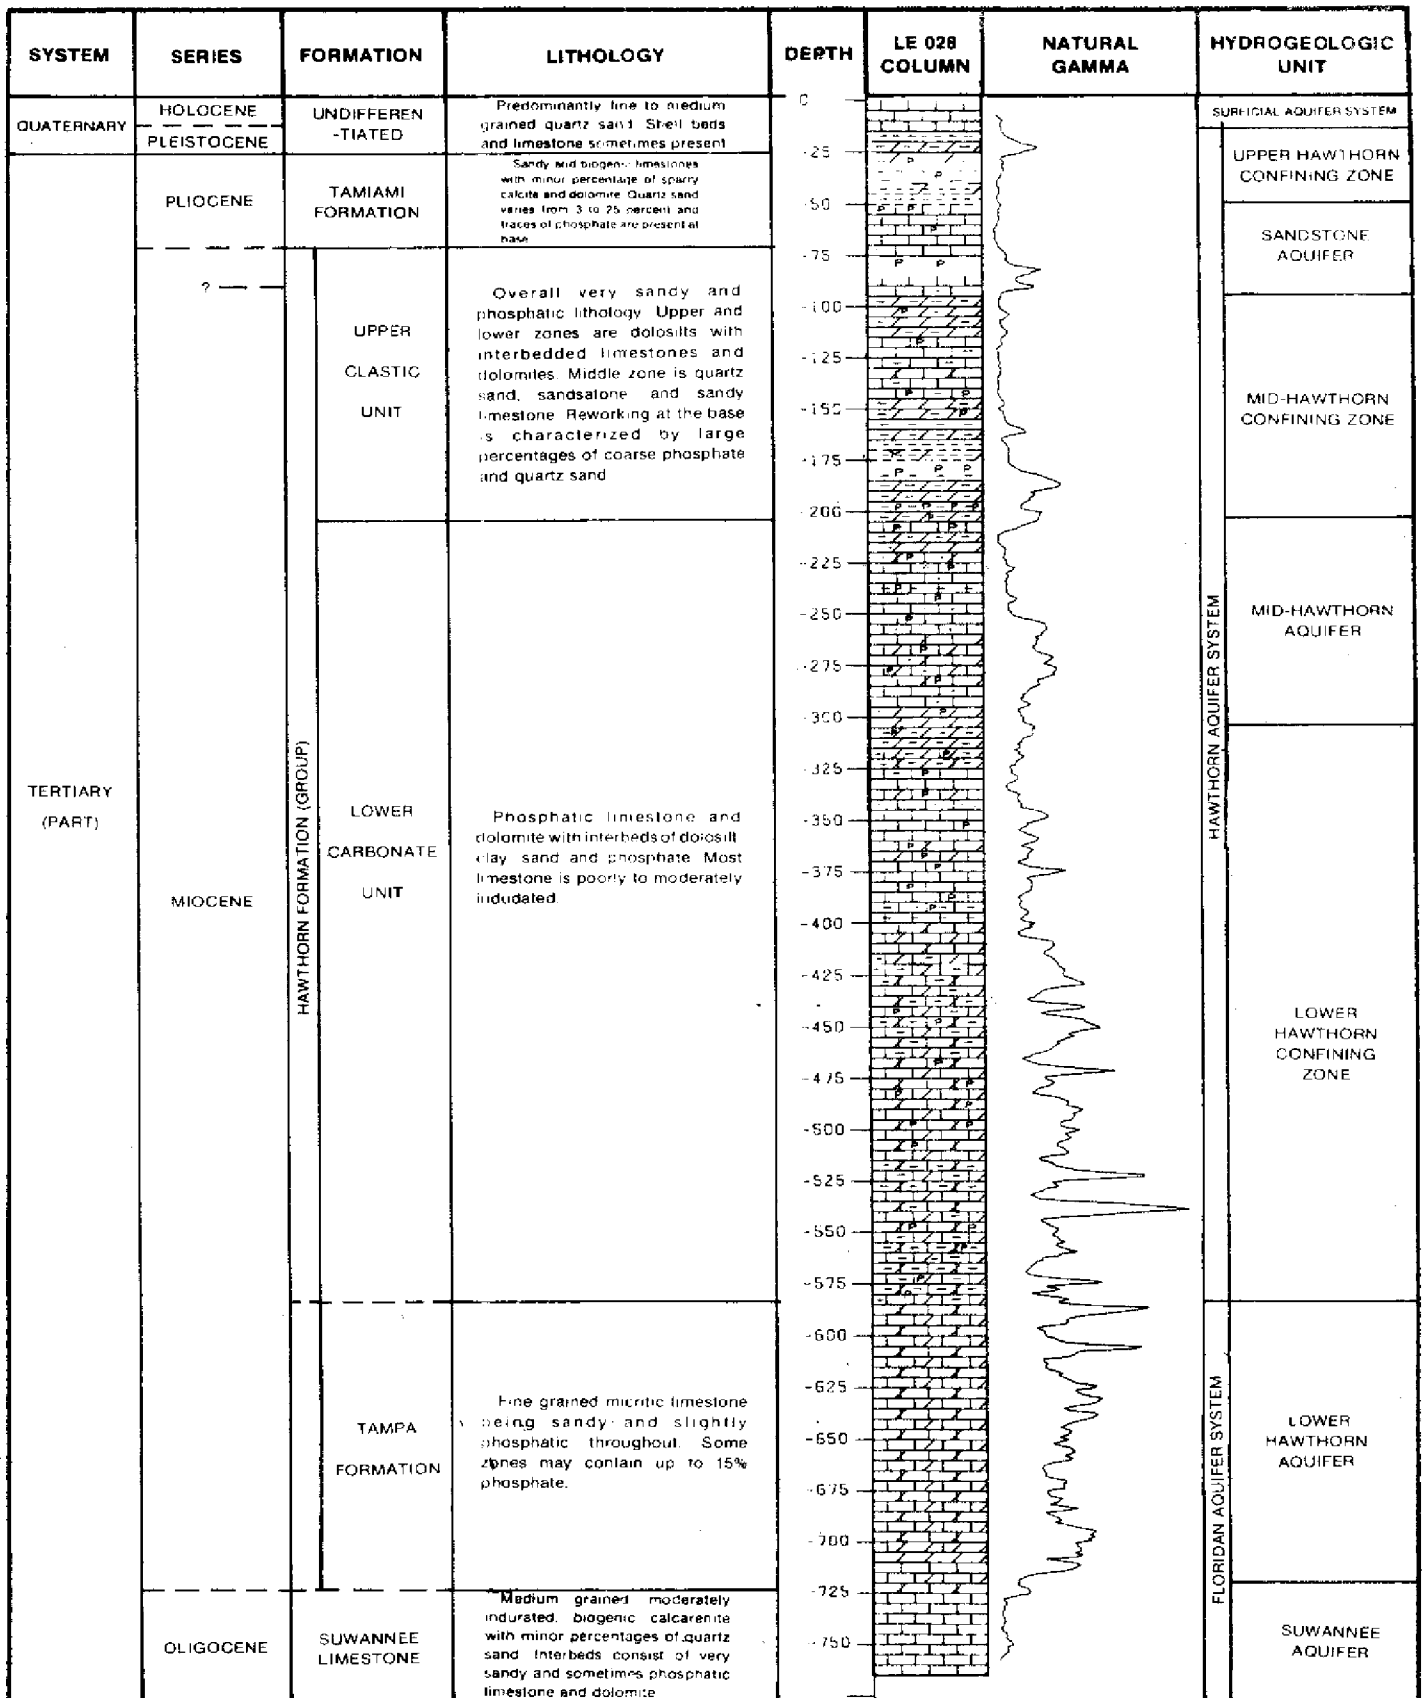 SYSTEM
SERIES
FORMATION
LITHOLOGY
DEPTH
LE 028
COLUMN
NATURAL
GAMMA
HYDROGEOLOGIC
UNIT
QUATERNARY
HOLOCENE
PLEISTOCENE
UNDIFFEREN
-TIATED
Predominantly fine to medium
grained quartz sand. Shell beds
and limestone sometimes present
TERTIARY
(PART)
PLIOCENE
TAMIAMI
FORMATION
Sandy and biogenic limestones
with minor percentage of sparry
calcite and dolomite. Quartz sand
varies from 3 to 25 percent and
traces of phosphate are present at
base
?
MIOCENE
HAWTHORN FORMATION (GROUP)
UPPER
CLASTIC
UNIT
Overall very sandy and
phosphatic lithology. Upper and
lower zones are dolosilts with
interbedded limestones and
dolomites. Middle zone is quartz
sand, sandsalone and sandy
limestone. Reworking at the base
is characterized by large
percentages of coarse phosphate
and quartz sand
LOWER
CARBONATE
UNIT
Phosphatic limestone and
dolomite with interbeds of dolosilt
clay sand and phosphate. Most
limestone is poorly to moderately
indudated.
TAMPA
FORMATION
Fine grained micritic limestone
being sandy and slightly
phosphatic throughout. Some
zones may contain up to 15%
phosphate.
OLIGOCENE
SUWANNEE
LIMESTONE
Medium grained moderately
indurated, biogenic calcarenite
with minor percentages of quartz
sand. Interbeds consist of very
sandy and sometimes phosphatic
limestone and dolomite
0
-25
-50
-75
-100
-125
-150
-175
-200
-225
-250
-275
-300
-325
-350
-375
-400
-425
-450
-475
-500
-525
-550
-575
-600
-625
-650
-675
-700
-725
-750
SURFICIAL AQUIFER SYSTEM
HAWTHORN AQUIFER SYSTEM
UPPER HAWTHORN
CONFINING ZONE
SANDSTONE
AQUIFER
MID-HAWTHORN
CONFINING ZONE
MID-HAWTHORN
AQUIFER
LOWER
HAWTHORN
CONFINING
ZONE
FLORIDAN AQUIFER SYSTEM
LOWER
HAWTHORN
AQUIFER
SUWANNEE
AQUIFER